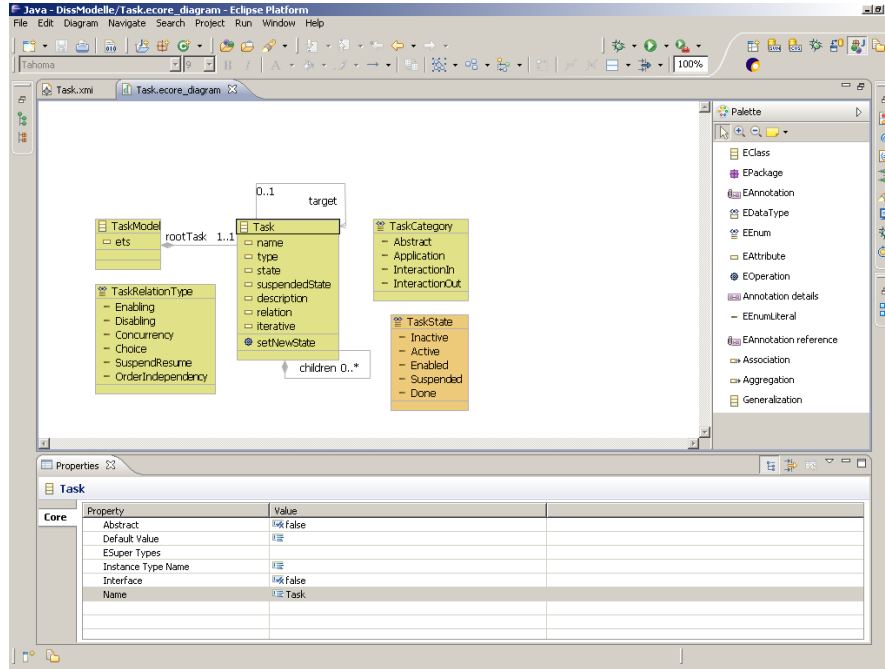 Java - DissModelle/Task.ecore_diagram - Eclipse Platform
File Edit Diagram Navigate Search Project Run Window Help
Tahoma 9 B I A 100%
Task.xmi Task.ecore_diagram
Palette
EClass
EPackage
EAnnotation
EDataType
EEnum
EAttribute
EOperation
Annotation details
EEnumLiteral
EAnnotation reference
Association
Aggregation
Generalization
0..1
target
TaskModel
ets
rootTask 1..1
Task
name
type
state
suspendedState
description
relation
iterative
setNewState
children 0..*
TaskCategory
Abstract
Application
InteractionIn
InteractionOut
TaskRelationType
Enabling
Disabling
Concurrency
Choice
SuspendResume
OrderIndependency
TaskState
Inactive
Active
Enabled
Suspended
Done
Properties
Task
Core
Property Value
Abstract false
Default Value
ESuper Types
Instance Type Name
Interface false
Name Task